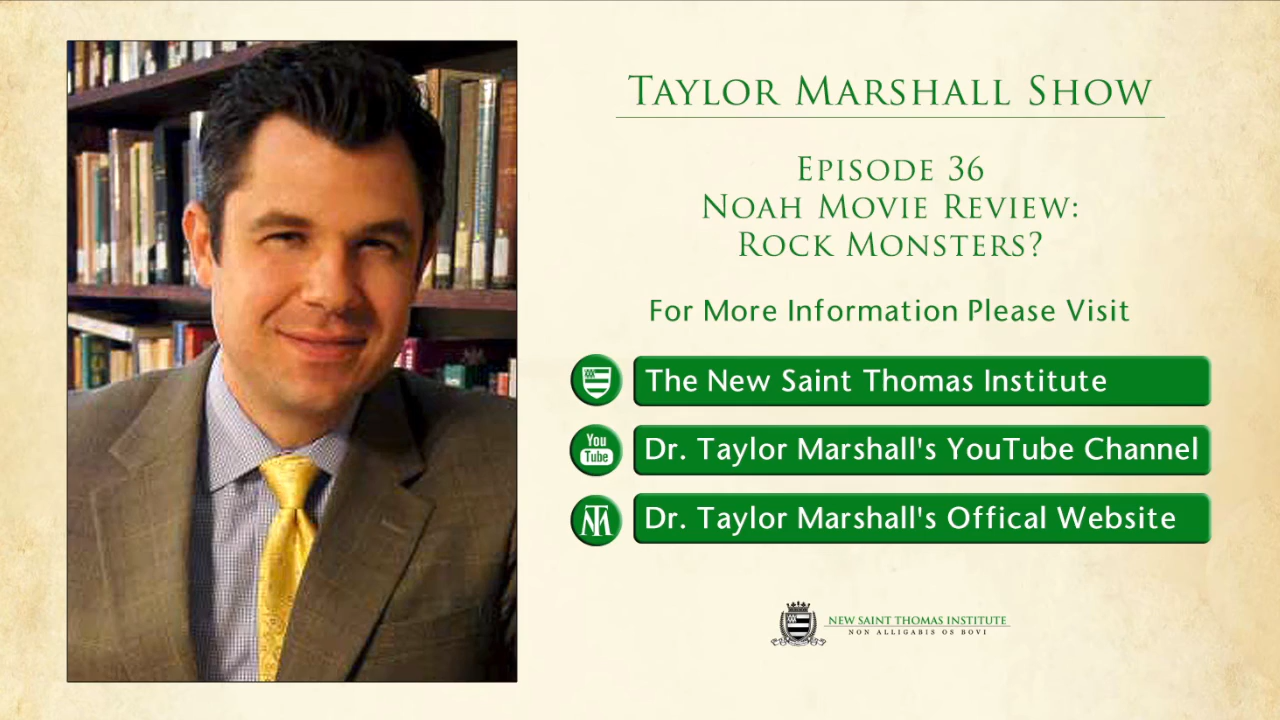 Taylor Marshall Show
Episode 36
Noah Movie Review:
Rock Monsters?
For More Information Please Visit
The New Saint Thomas Institute
You
Tube
Dr. Taylor Marshall's YouTube Channel
TM
Dr. Taylor Marshall's Offical Website
NEW SAINT THOMAS INSTITUTE
NON ALLIGABIS OS BOVI